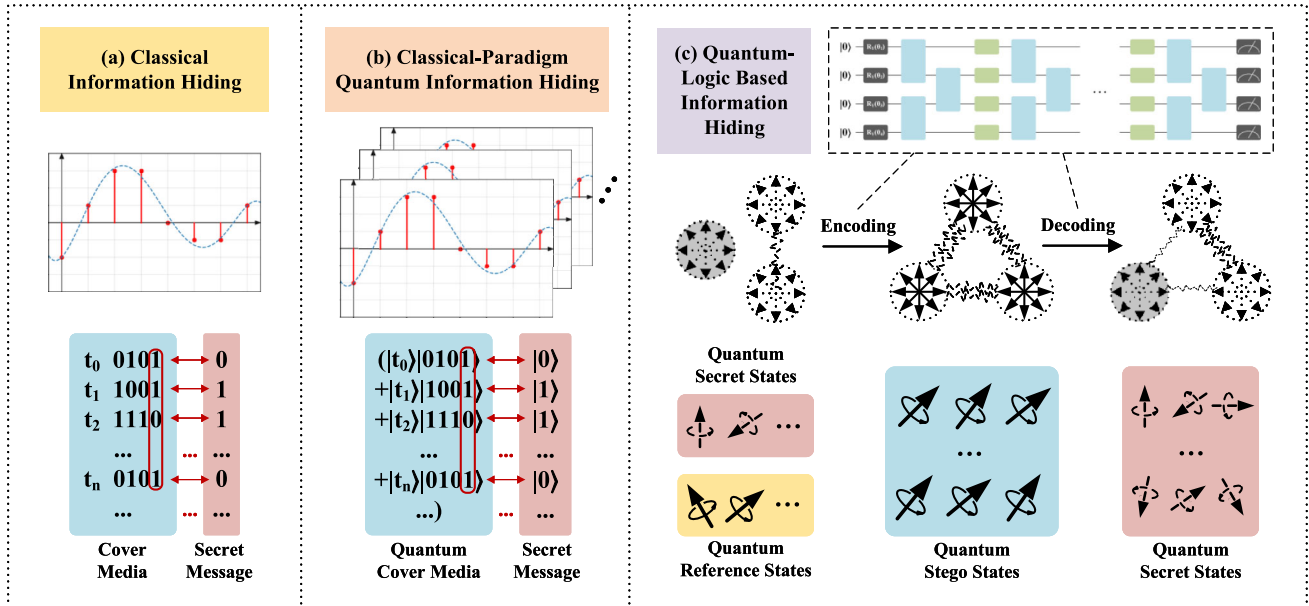 (a) Classical
Information Hiding
t₀ 0101 0
t₁ 1001 1
t₂ 1110 1
... ... ...
tₙ 0101 0
... ... ...
Cover
Media
Secret
Message
(b) Classical-Paradigm
Quantum Information Hiding
(|t₀⟩|0101⟩ |0⟩
+|t₁⟩|1001⟩ |1⟩
+|t₂⟩|1110⟩ |1⟩
... ... ...
+|tₙ⟩|0101⟩ |0⟩
...) ... ...
Quantum
Cover Media
Secret
Message
(c) Quantum-
Logic Based
Information
Hiding
|0⟩
|0⟩
|0⟩
|0⟩
...
Encoding
Decoding
Quantum
Secret States
...
...
Quantum
Reference States
...
Quantum
Stego States
...
Quantum
Secret States